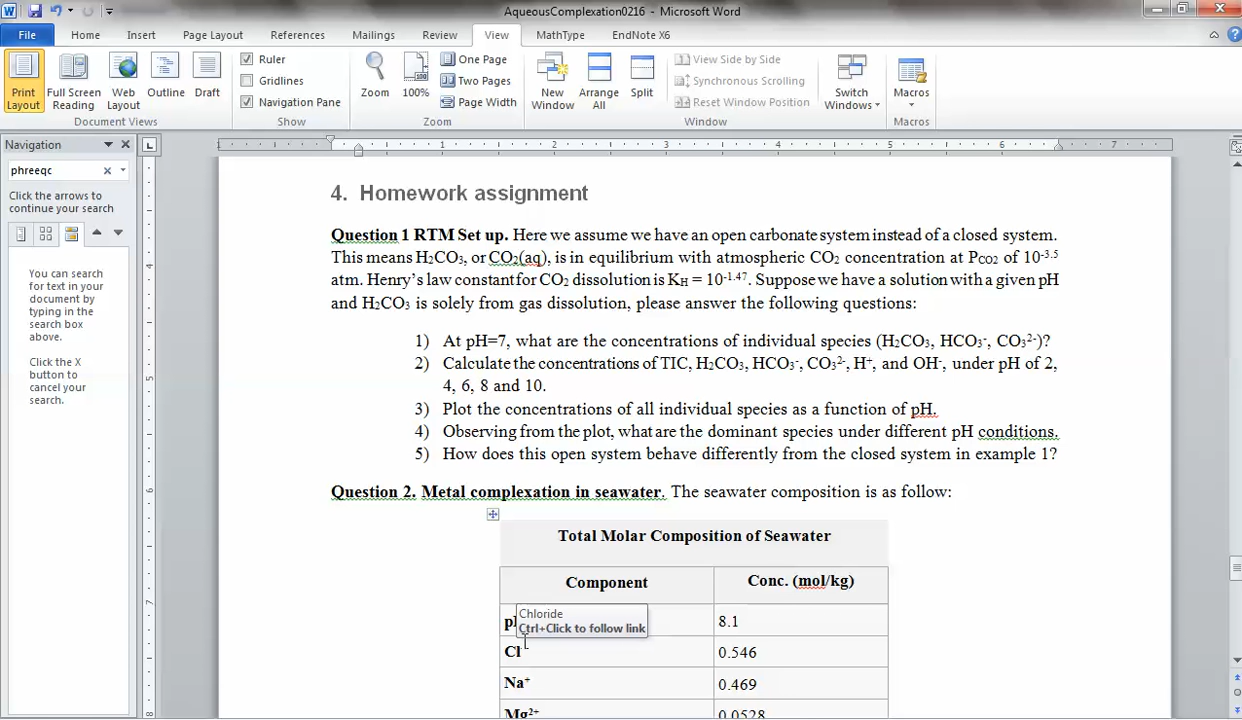 AqueousComplexation0216 - Microsoft Word
File Home Insert Page Layout References Mailings Review View MathType EndNote X6
Print Layout
Full Screen Reading
Web Layout
Outline
Draft
Document Views
Ruler
Gridlines
Navigation Pane
Show
Zoom
100%
One Page
Two Pages
Page Width
Zoom
New Window
Arrange All
Split
View Side by Side
Synchronous Scrolling
Reset Window Position
Window
Switch Windows
Macros
Macros
Navigation
phreeqc
Click the arrows to
continue your search
You can search
for text in your
document by
typing in the
search box
above.
Click the X
button to
cancel your
search.
1 1 2 3 4 5 6 7
4. Homework assignment
Question 1 RTM Set up. Here we assume we have an open carbonate system instead of a closed system.
This means H₂CO₃, or CO₂(aq), is in equilibrium with atmospheric CO₂ concentration at PCO2 of 10⁻³·⁵
atm. Henry's law constant for CO₂ dissolution is KH = 10⁻¹·⁴⁷. Suppose we have a solution with a given pH
and H₂CO₃ is solely from gas dissolution, please answer the following questions:
1) At pH=7, what are the concentrations of individual species (H₂CO₃, HCO₃⁻, CO₃²⁻)?
2) Calculate the concentrations of TIC, H₂CO₃, HCO₃⁻, CO₃²⁻, H⁺, and OH⁻, under pH of 2,
4, 6, 8 and 10.
3) Plot the concentrations of all individual species as a function of pH.
4) Observing from the plot, what are the dominant species under different pH conditions.
5) How does this open system behave differently from the closed system in example 1?
Question 2. Metal complexation in seawater. The seawater composition is as follow:
Total Molar Composition of Seawater
Component Conc. (mol/kg)
Chloride
Ctrl+Click to follow link
8.1
Cl⁻ 0.546
Na⁺ 0.469
Mg²⁺ 0.0528
4
5
6
7
8